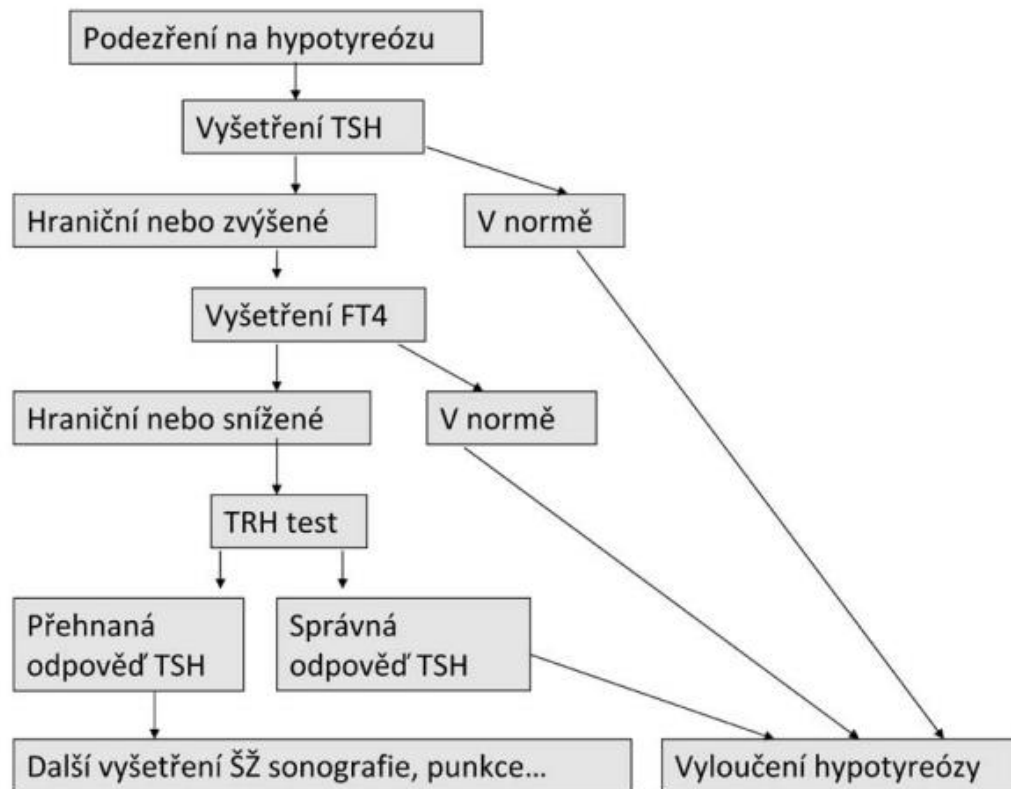 Podezření na hypotyreózu
Vyšetření TSH
Hraniční nebo zvýšené
V normě
Vyšetření FT4
Hraniční nebo snížené
V normě
TRH test
Přehnaná
odpověď TSH
Správná
odpověď TSH
Další vyšetření ŠŽ sonografie, punkce...
Vyloučení hypotyreózy